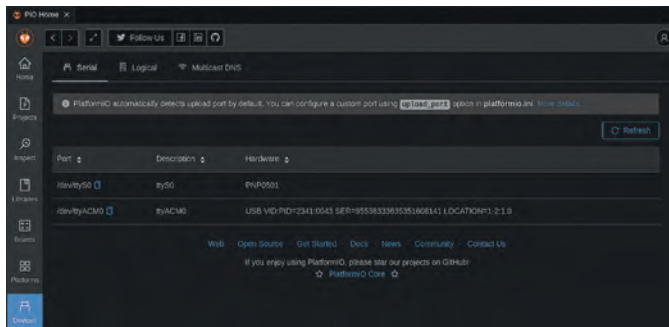 PIO Home
Follow Us
Home
Serial
Logical
Multicast DNS
Projects
PlatformIO automatically detects upload port by default. You can configure a custom port using upload_port option in platformio.ini. More details...
Refresh
Inspect
Port
Description
Hardware
Libraries
/dev/ttyS0
ttyS0
PNP0501
/dev/ttyACM0
ttyACM0
USB VID:PID=2341:0043 SER=95538333635351608141 LOCATION=1-2:1.0
Boards
Web
Open Source
Get Started
Docs
News
Community
Contact Us
If you enjoy using PlatformIO, please star our projects on GitHub!
Platforms
PlatformIO Core
Devices